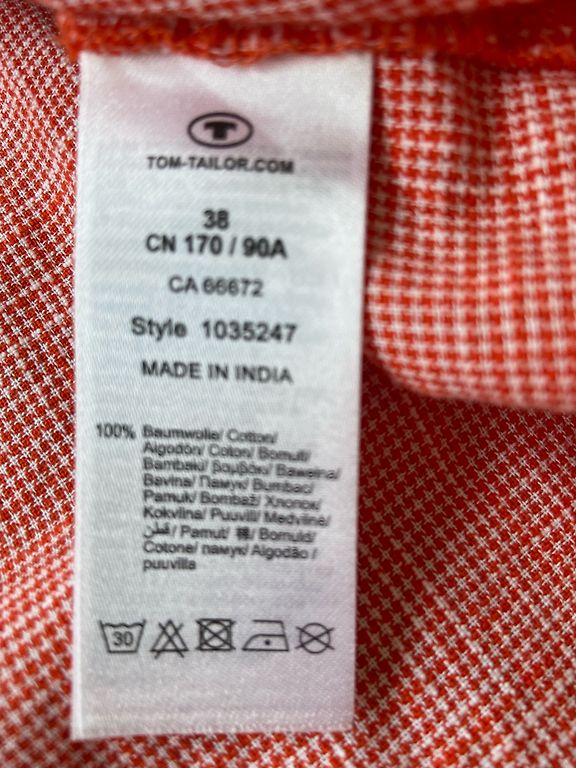 TOM-TAILOR.COM
38
CN 170 / 90A
CA 66672
Style 1035247
MADE IN INDIA
100% Baumwolle/ Cotton/
Algodón/ Coton/ Bomull/
Bambaki/ βαμβάκι/ Bawełna/
Bavlna/ Памук/ Bumbac/
Pamuk/ Bombaž/ Хлопок/
Kokvilna/ Puuvill/ Medvilnė/
قطن/ Pamut/ 棉/ Bomuld/
Cotone/ памук/ Algodão /
puuvilla
30